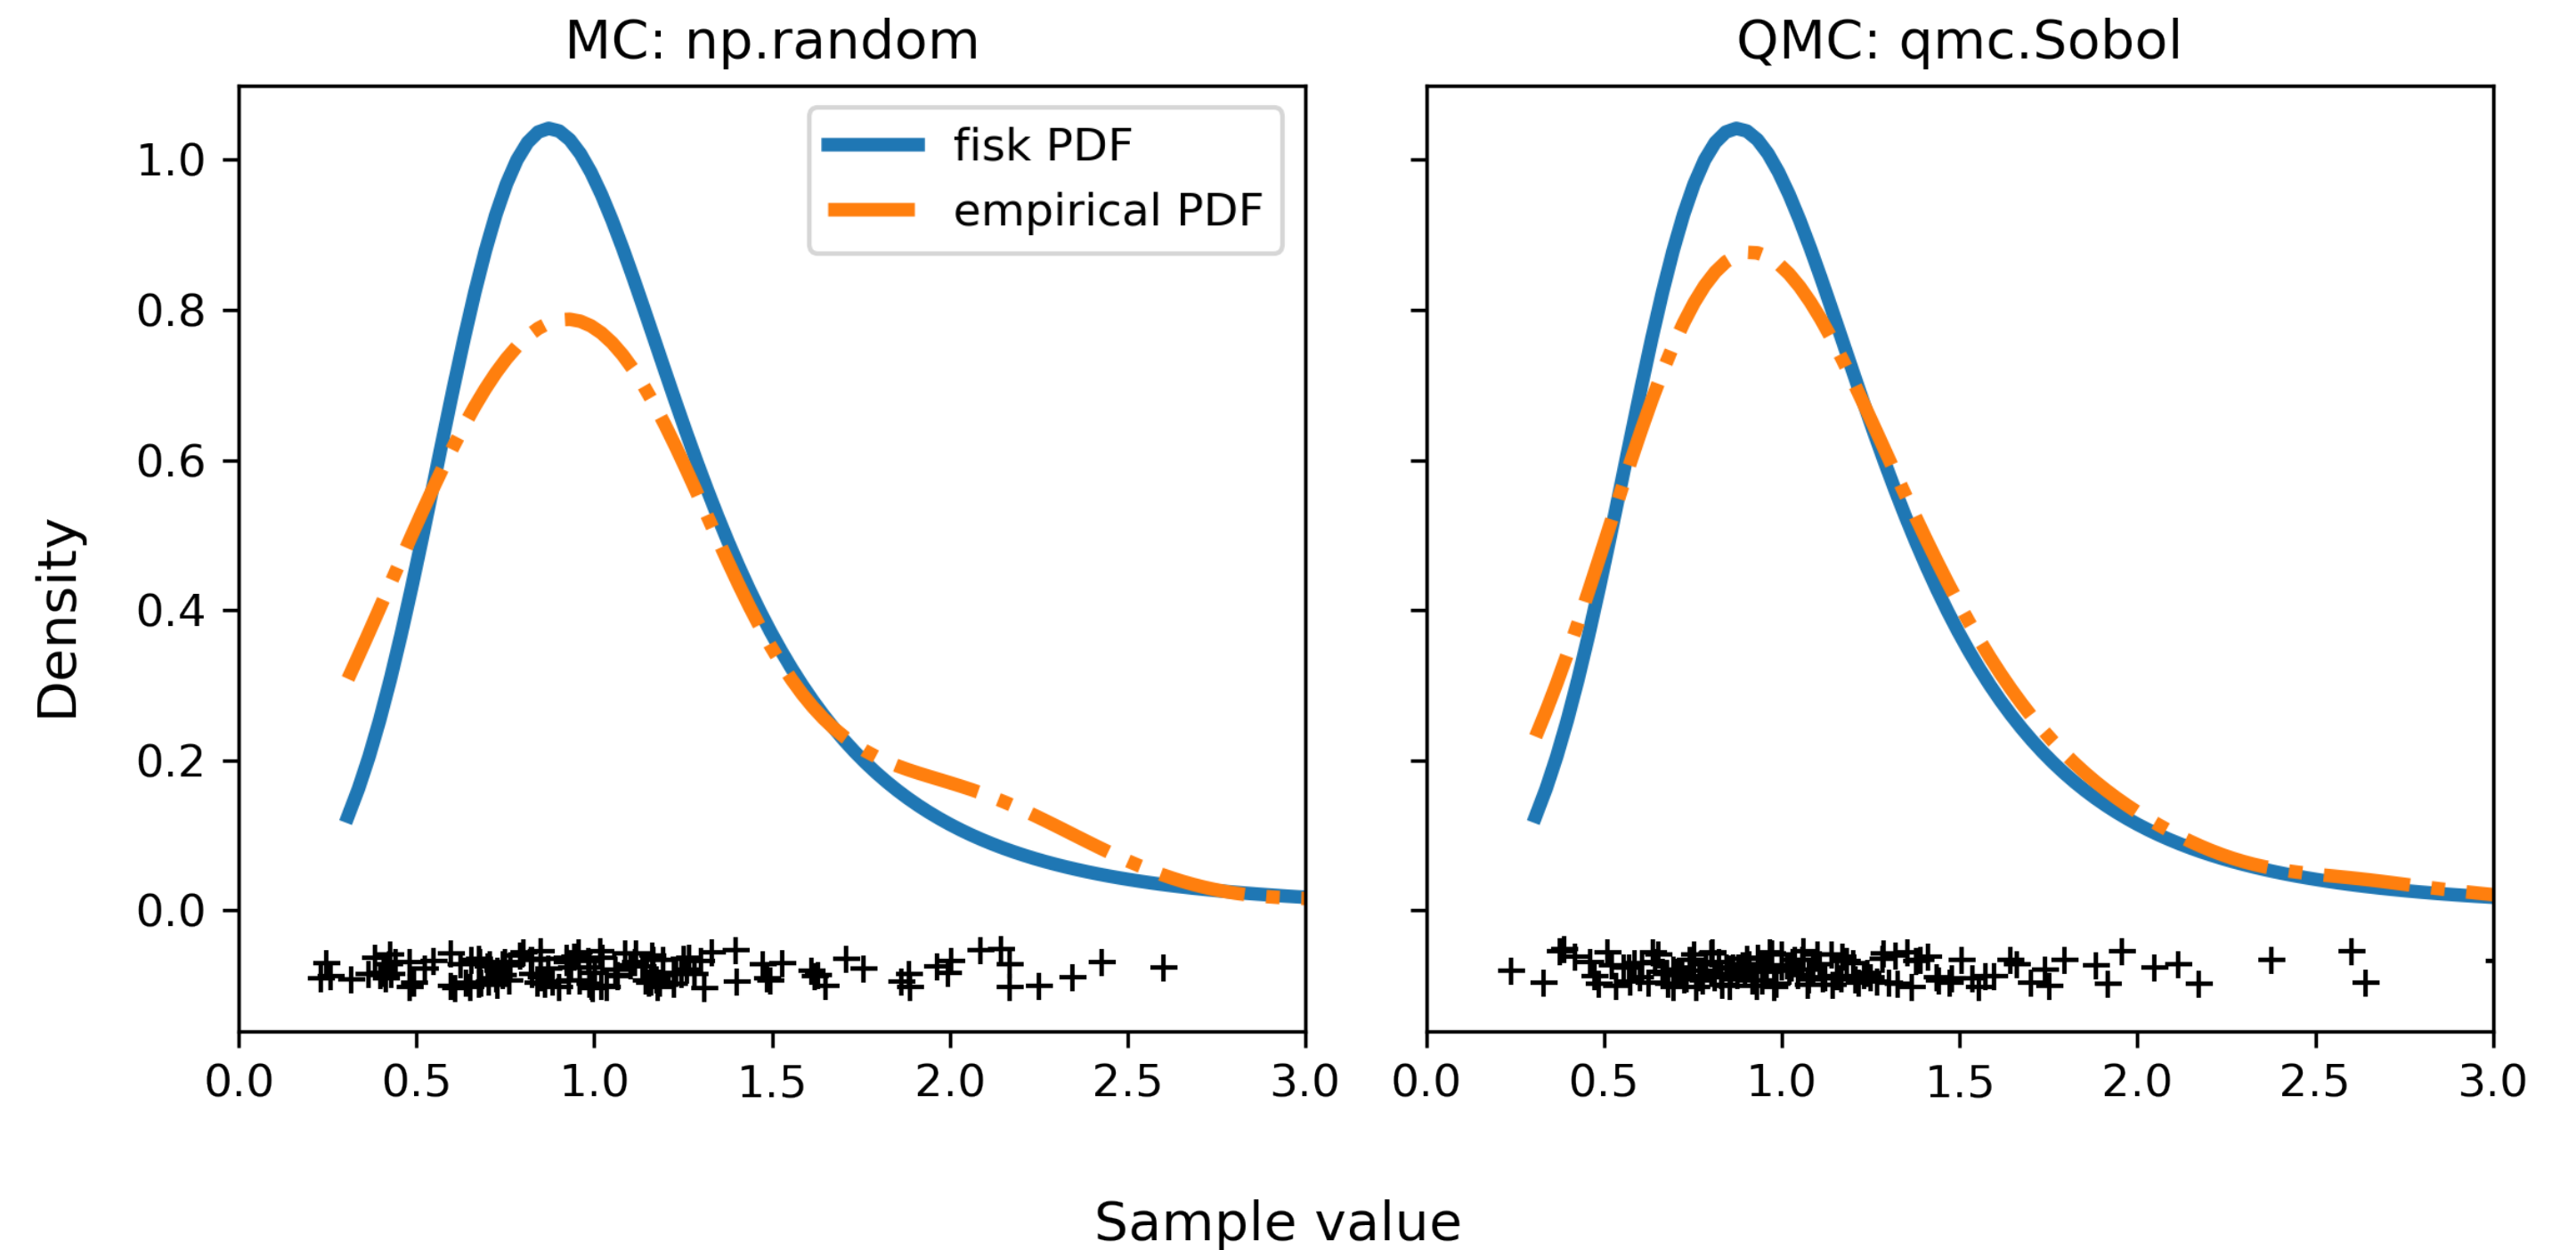 MC: np.random
QMC: qmc.Sobol
fisk PDF
empirical PDF
1.0
0.8
0.6
0.4
0.2
0.0
Density
0.0 0.5 1.0 1.5 2.0 2.5 3.0
0.0 0.5 1.0 1.5 2.0 2.5 3.0
Sample value